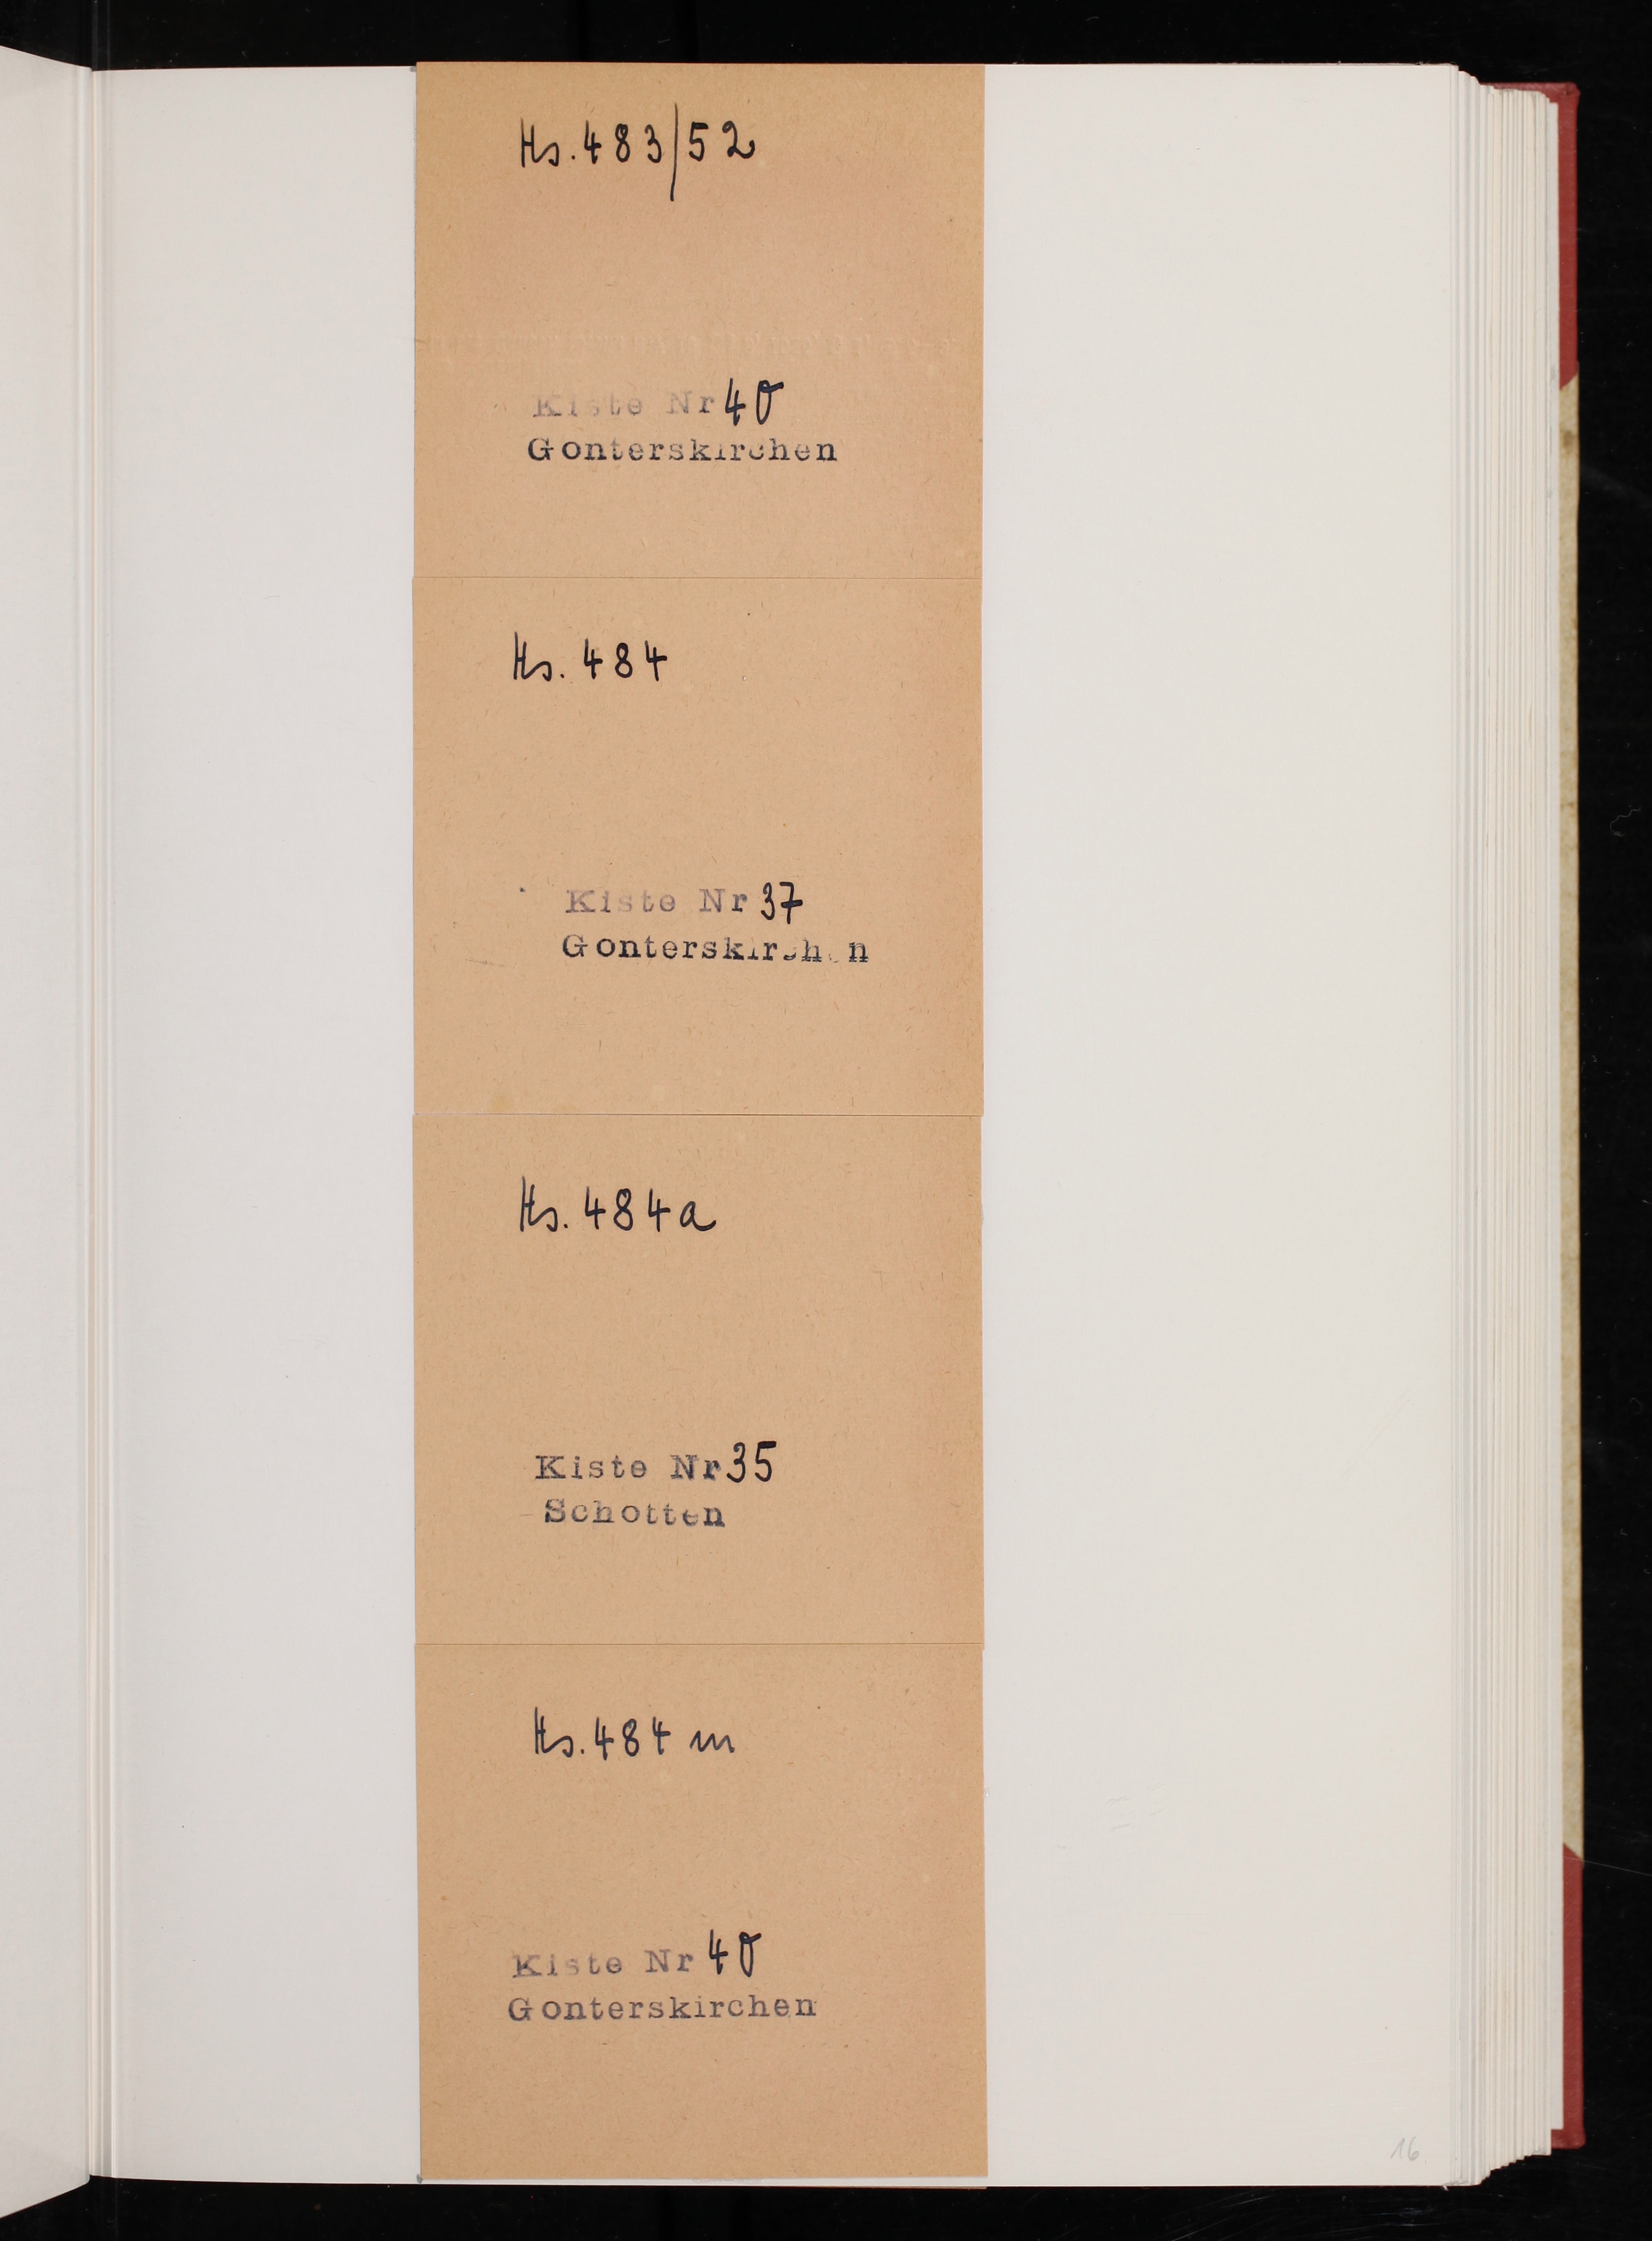 Hs. 483/52
Kiste Nr 40
Gonterskirchen
Hs. 484
Kiste Nr 37
Gonterskirchen
Hs. 484a
Kiste Nr 35
Schotten
Hs. 484 m
Kiste Nr 40
Gonterskirchen
16